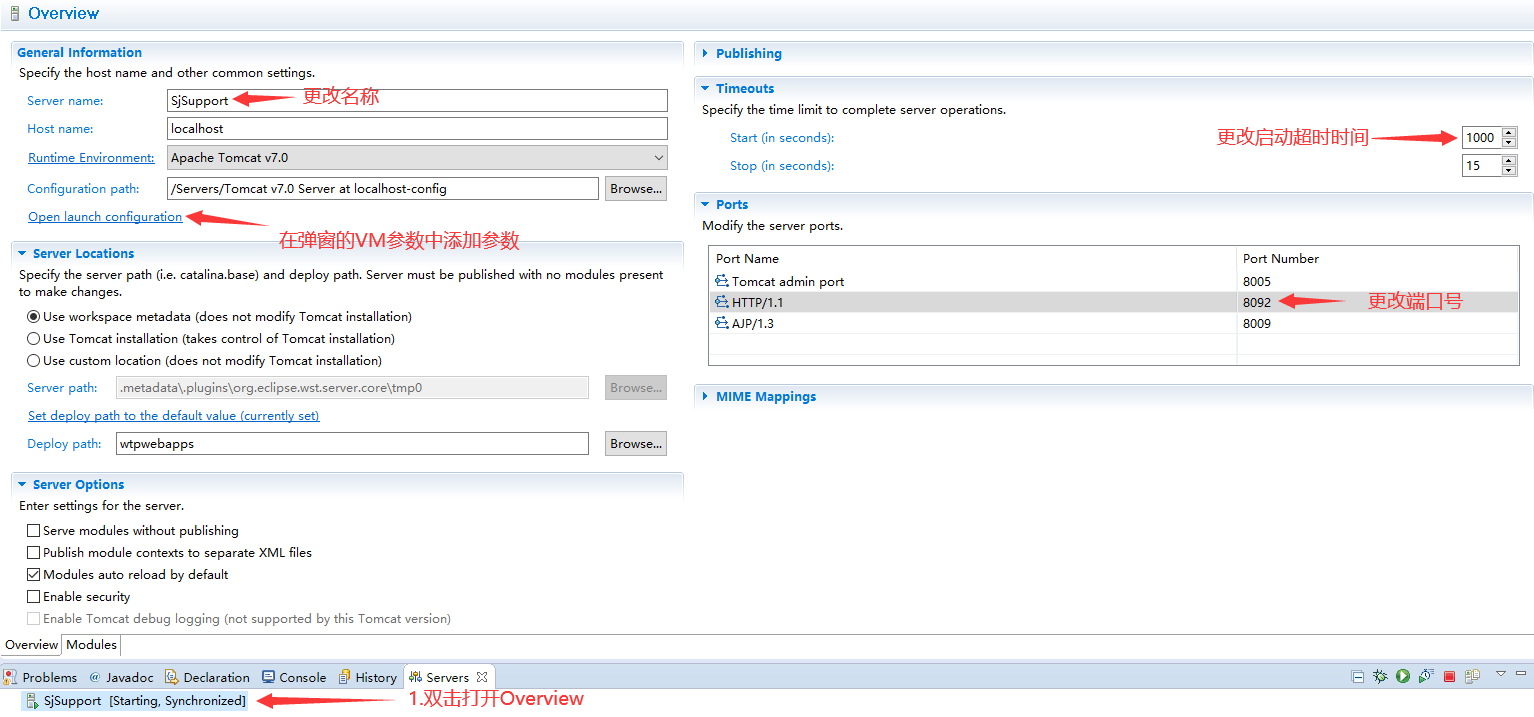 Overview
General Information
Specify the host name and other common settings.
Server name: SjSupport 更改名称
Host name: localhost
Runtime Environment: Apache Tomcat v7.0
Configuration path: /Servers/Tomcat v7.0 Server at localhost-config Browse...
Open launch configuration
在弹窗的VM参数中添加参数
Server Locations
Specify the server path (i.e. catalina.base) and deploy path. Server must be published with no modules present
to make changes.
Use workspace metadata (does not modify Tomcat installation)
Use Tomcat installation (takes control of Tomcat installation)
Use custom location (does not modify Tomcat installation)
Server path: .metadata\.plugins\org.eclipse.wst.server.core\tmp0 Browse...
Set deploy path to the default value (currently set)
Deploy path: wtpwebapps Browse...
Server Options
Enter settings for the server.
Serve modules without publishing
Publish module contexts to separate XML files
Modules auto reload by default
Enable security
Enable Tomcat debug logging (not supported by this Tomcat version)
Publishing
Timeouts
Specify the time limit to complete server operations.
Start (in seconds): 更改启动超时时间 1000
Stop (in seconds): 15
Ports
Modify the server ports.
Port Name Port Number
Tomcat admin port 8005
HTTP/1.1 8092 更改端口号
AJP/1.3 8009
MIME Mappings
Overview Modules
Problems @ Javadoc Declaration Console History Servers
SjSupport [Starting, Synchronized] 1.双击打开Overview